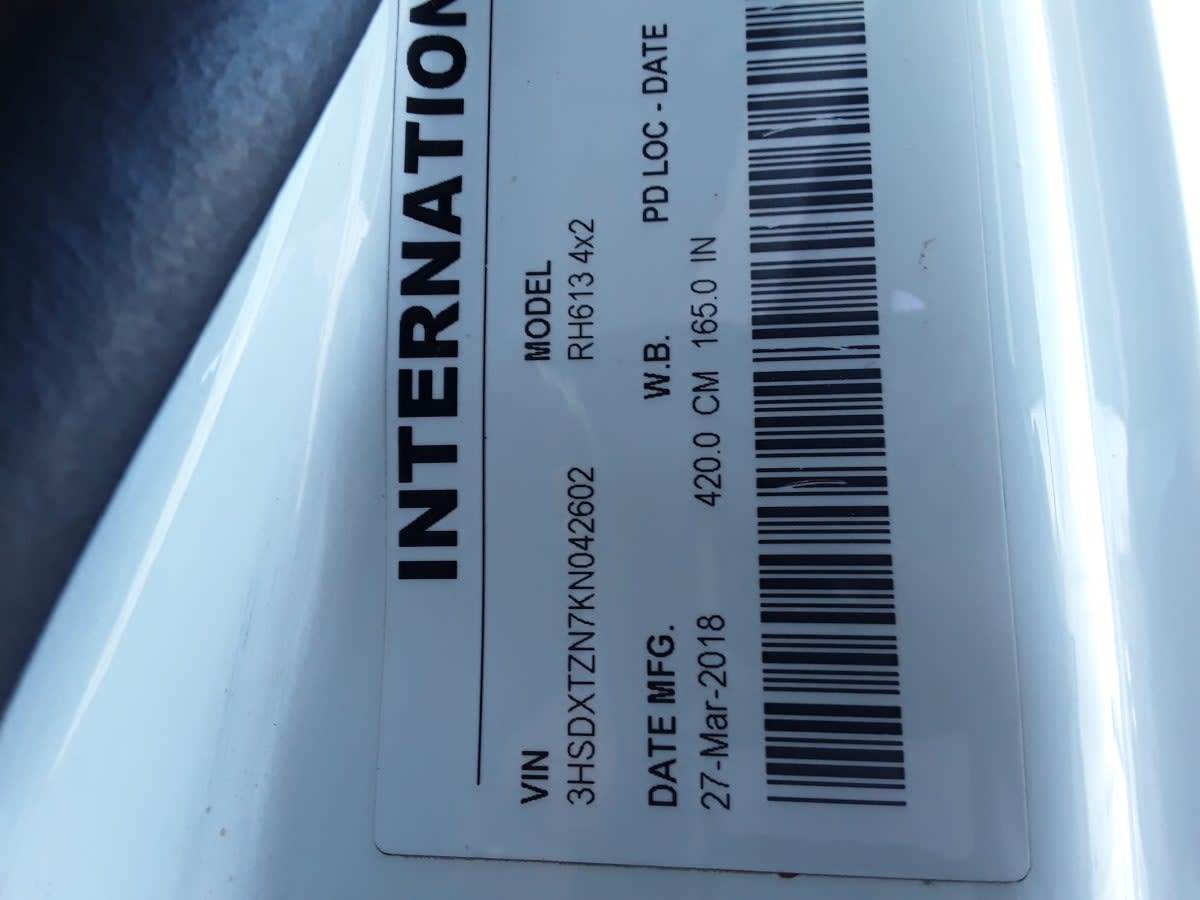 INTERNATION
VIN MODEL
3HSDXTZN7KN042602 RH613 4x2
DATE MFG. W.B. PD LOC - DATE
27-Mar-2018 420.0 CM 165.0 IN